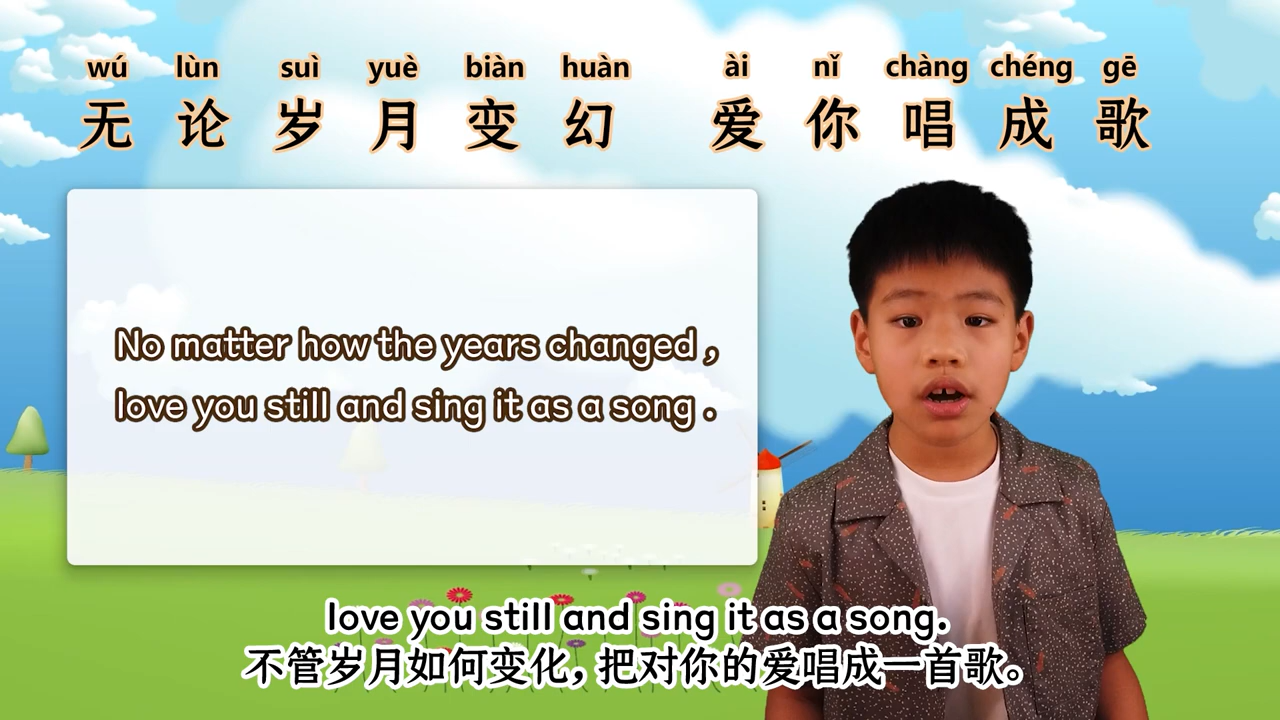 wú lùn suì yuè biàn huàn ài nǐ chàng chéng gē
无论岁月变幻 爱你唱成歌
No matter how the years changed ,
love you still and sing it as a song .
love you still and sing it as a song.
不管岁月如何变化，把对你的爱唱成一首歌。